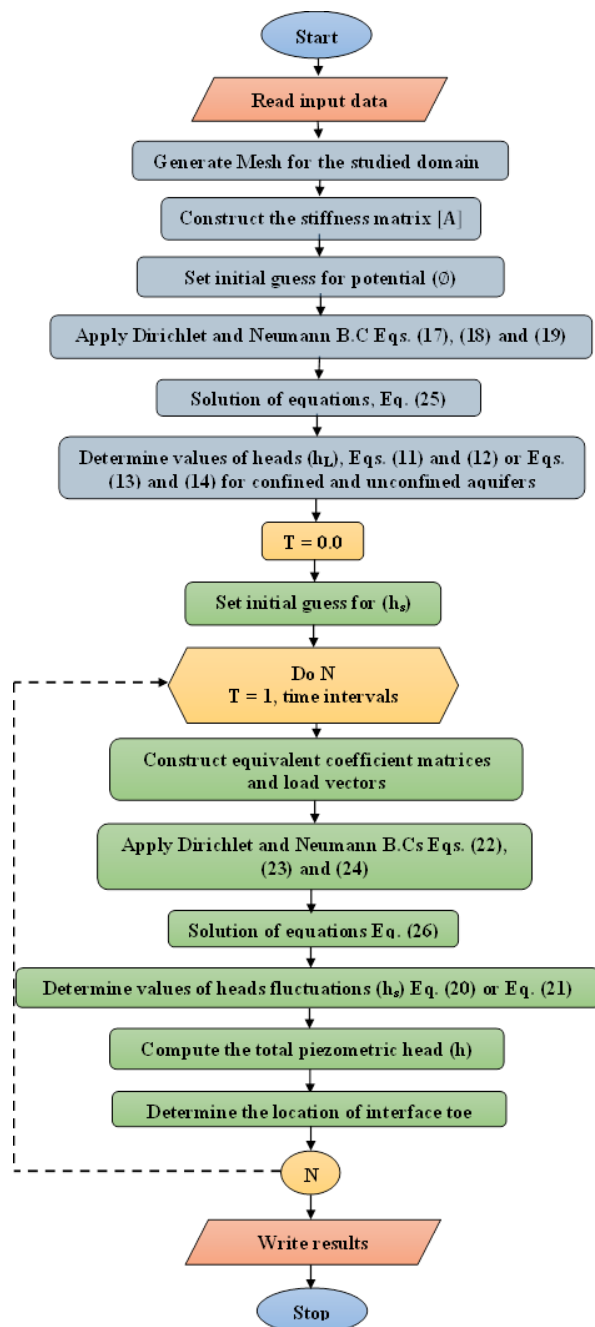 Start
Read input data
Generate Mesh for the studied domain
Construct the stiffness matrix [A]
Set initial guess for potential (∅)
Apply Dirichlet and Neumann B.C Eqs. (17), (18) and (19)
Solution of equations, Eq. (25)
Determine values of heads (hL), Eqs. (11) and (12) or Eqs.
(13) and (14) for confined and unconfined aquifers
T = 0.0
Set initial guess for (hs)
Do N
T = 1, time intervals
Construct equivalent coefficient matrices
and load vectors
Apply Dirichlet and Neumann B.Cs Eqs. (22),
(23) and (24)
Solution of equations Eq. (26)
Determine values of heads fluctuations (hs) Eq. (20) or Eq. (21)
Compute the total piezometric head (h)
Determine the location of interface toe
N
Write results
Stop